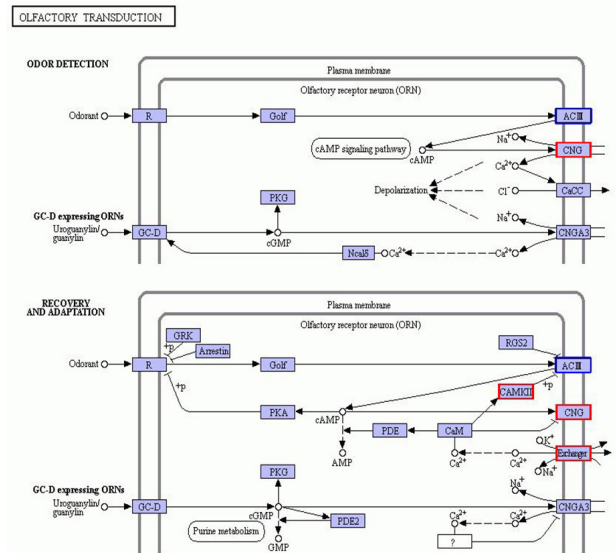 OLFACTORY TRANSDUCTION
ODOR DETECTION
Plasma membrane
Olfactory receptor neuron (ORN)
Odorant
R
Golf
ACIII
Na+
cAMP signaling pathway
cAMP
CNG
Ca2+
Depolarization
Cl-
CaCC
PKG
GC-D expressing ORNs
Uroguanylin/
guanylin
Na+
GC-D
cGMP
CNGA3
Ncalδ
Ca2+
Ca2+
RECOVERY
AND ADAPTATION
Plasma membrane
Olfactory receptor neuron (ORN)
GRK
+p
Arrestin
RGS2
Odorant
R
Golf
ACIII
+p
CAMKII
+p
PKA
cAMP
CNG
PDE
CaM
K+
AMP
Ca2+
Ca2+
Exchanger
Na+
PKG
GC-D expressing ORNs
Uroguanylin/
guanylin
Na+
GC-D
cGMP
CNGA3
PDE2
Ca2+
Ca2+
Purine metabolism
GMP
?